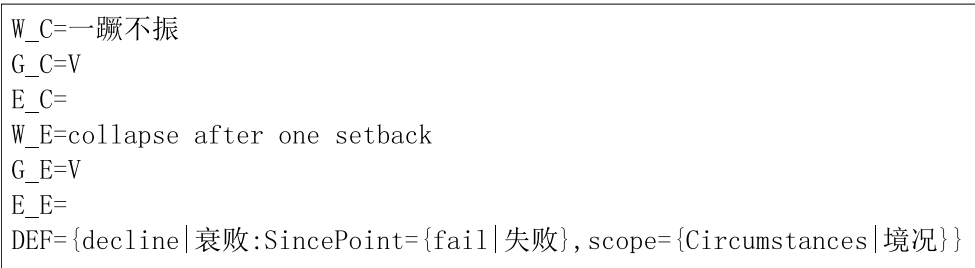 W_C=一蹶不振
G_C=V
E_C=
W_E=collapse after one setback
G_E=V
E_E=
DEF={decline|衰败:SincePoint={fail|失败},scope={Circumstances|境况}}